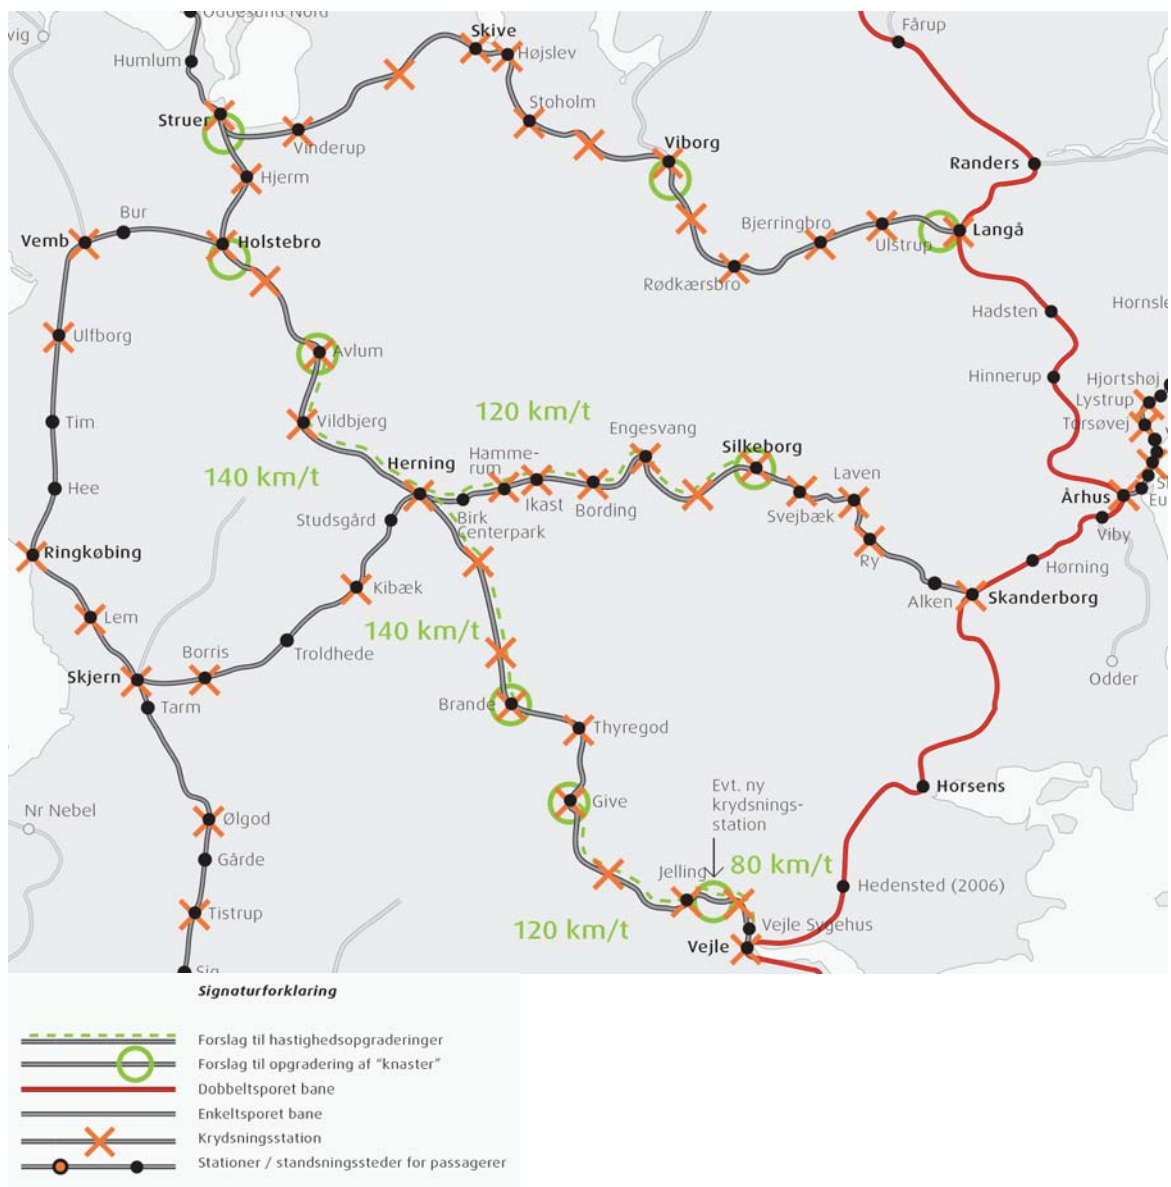 Oddesund Nord
Skive
Fårup
vig
Højslev
Humlum
Stoholm
Struer
Vinderup
Viborg
Randers
Hjerm
Bur
Bjerringbro
Vemb
Holstebro
Ulstrup
Langå
Rødkærsbro
Hadsten
Ulfborg
Avlum
Hinnerup
Hjortshøj
Lystrup
120 km/t
Torsøvej
Tim
Vildbjerg
Engesvang
Silkeborg
Hamme-
rum
Laven
Herning
140 km/t
Hee
Ikast
Bording
Svejbæk
Århus
Studsgård
Birk
Centerpark
Viby
Ringkøbing
Ry
Hørning
Kibæk
Alken
Skanderborg
Lem
140 km/t
Borris
Troldhede
Skjern
Odder
Tarm
Brande
Thyregod
Evt. ny
krydsnings-
station
Horsens
Nr Nebel
Give
Ølgod
Gårde
Jelling
80 km/t
Hedensted (2006)
Tistrup
120 km/t
Vejle Sygehus
Vejle
Sig
Signaturforklaring
Forslag til hastighedsopgraderinger
Forslag til opgradering af "knaster"
Dobbeltsporet bane
Enkeltsporet bane
Krydsningsstation
Stationer / standsningssteder for passagerer